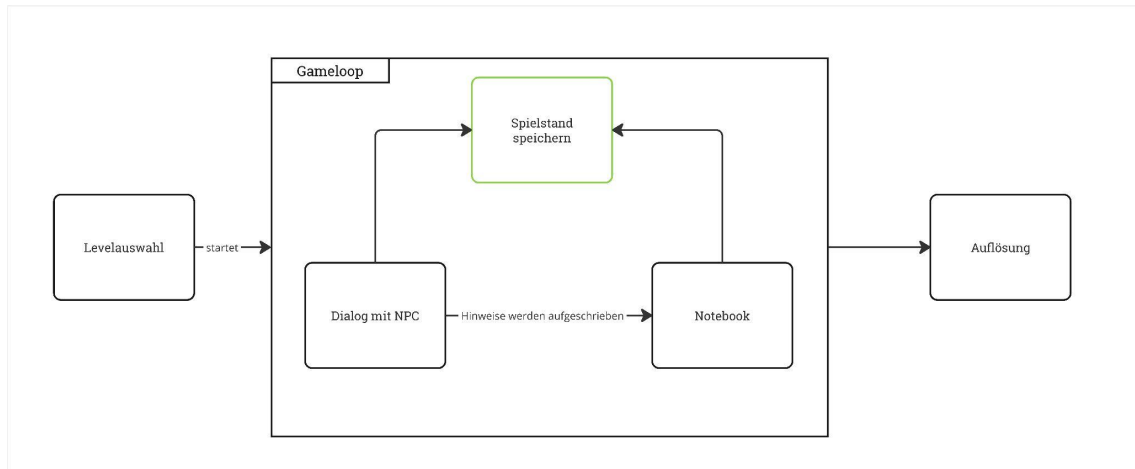 Gameloop
Spielstand
speichern
Levelauswahl
startet
Auflösung
Dialog mit NPC
Hinweise werden aufgeschrieben
Notebook